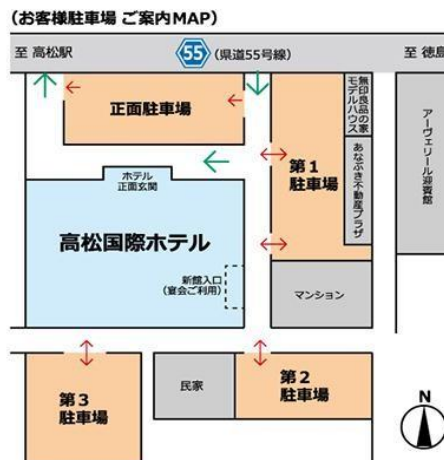 (お客様駐車場 ご案内MAP)
至 高松駅
55
(県道55号線)
至 徳島
正面駐車場
無印良品の家
モデルハウス
アーヴェリール迎賓館
第1
駐車場
あなぶき不動産プラザ
ホテル
正面玄関
高松国際ホテル
新館入口
(宴会ご利用)
マンション
第3
駐車場
民家
第2
駐車場
N